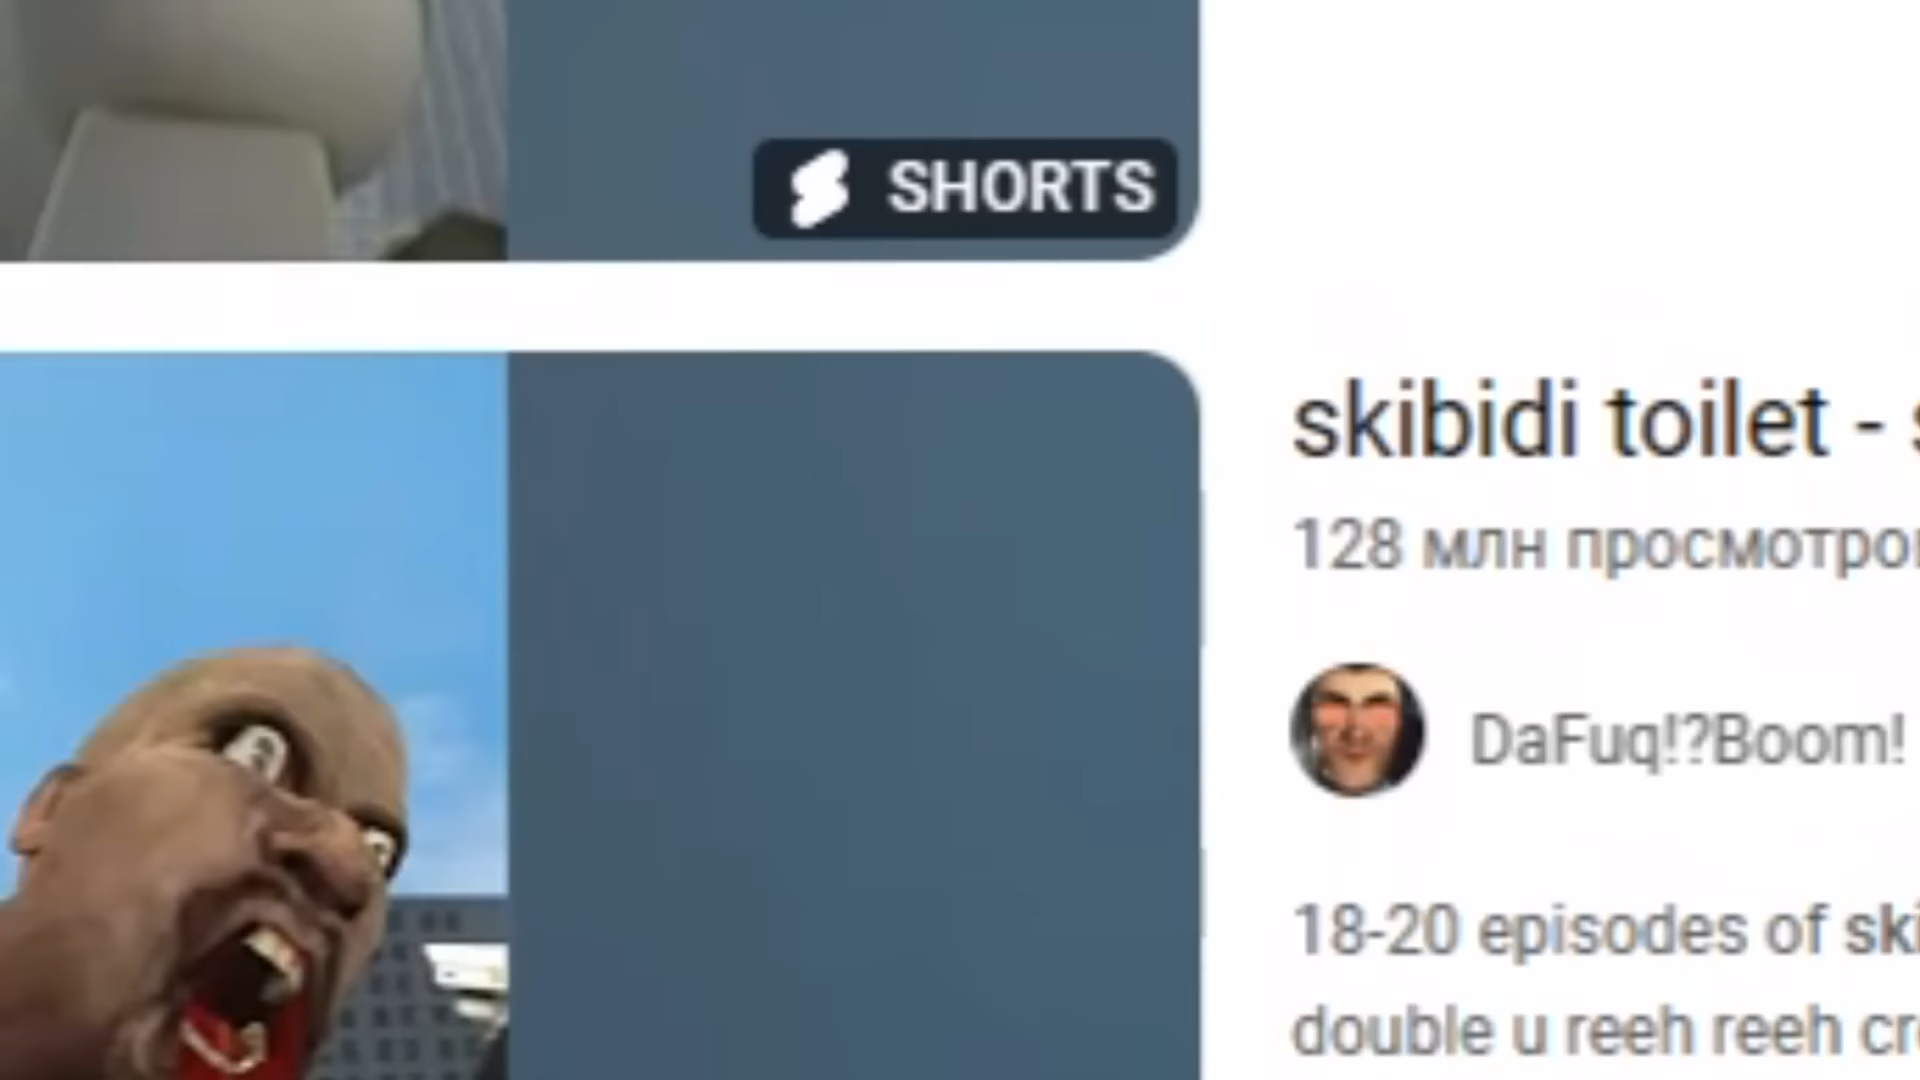 SHORTS
skibidi toilet -
128 млн
DaFuq!?Boom!
18-20 episodes of
double u reeh reeh